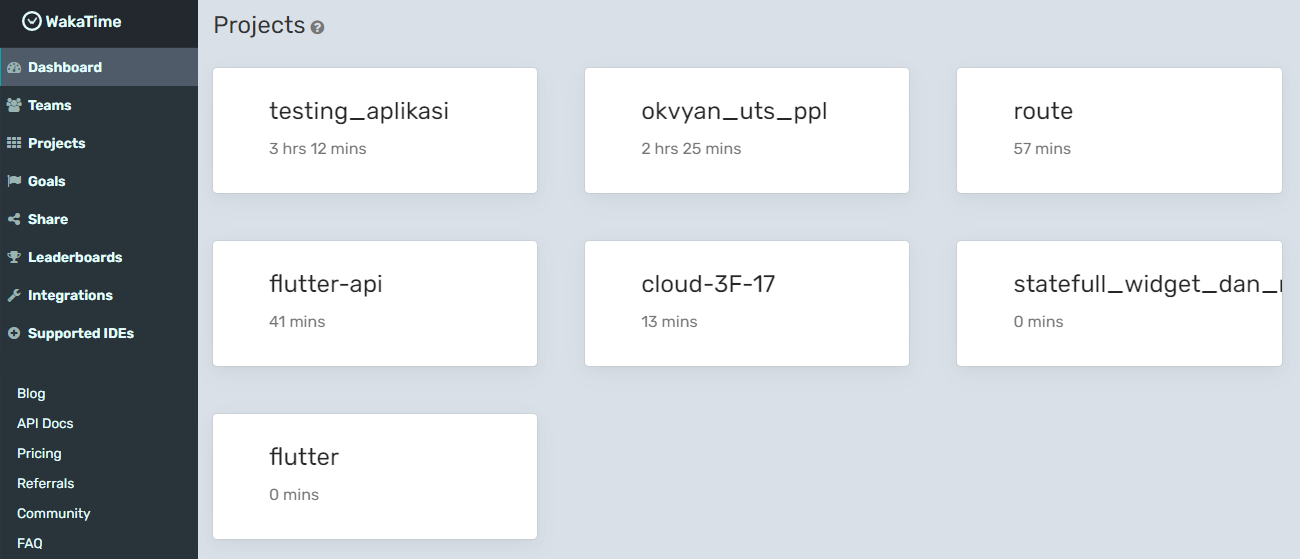 WakaTime
Dashboard
Teams
Projects
Goals
Share
Leaderboards
Integrations
Supported IDEs
Blog
API Docs
Pricing
Referrals
Community
FAQ
Projects ?
testing_aplikasi
3 hrs 12 mins
okvyan_uts_ppl
2 hrs 25 mins
route
57 mins
flutter-api
41 mins
cloud-3F-17
13 mins
statefull_widget_dan_
0 mins
flutter
0 mins